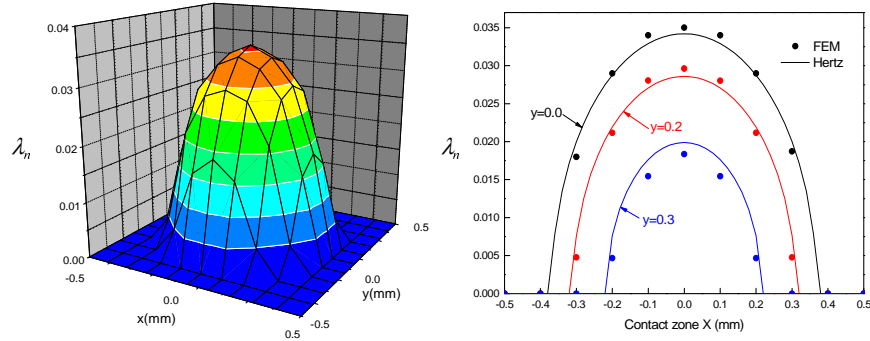 0.04
0.03
0.02
0.01
0.00
λn
-0.5
0.0
0.5
x(mm)
-0.5
0.0
0.5
y(mm)
0.035
0.030
0.025
0.020
0.015
0.010
0.005
0.000
λn
FEM
Hertz
y=0.0
y=0.2
y=0.3
-0.5 -0.4 -0.3 -0.2 -0.1 0.0 0.1 0.2 0.3 0.4 0.5
Contact zone X (mm)